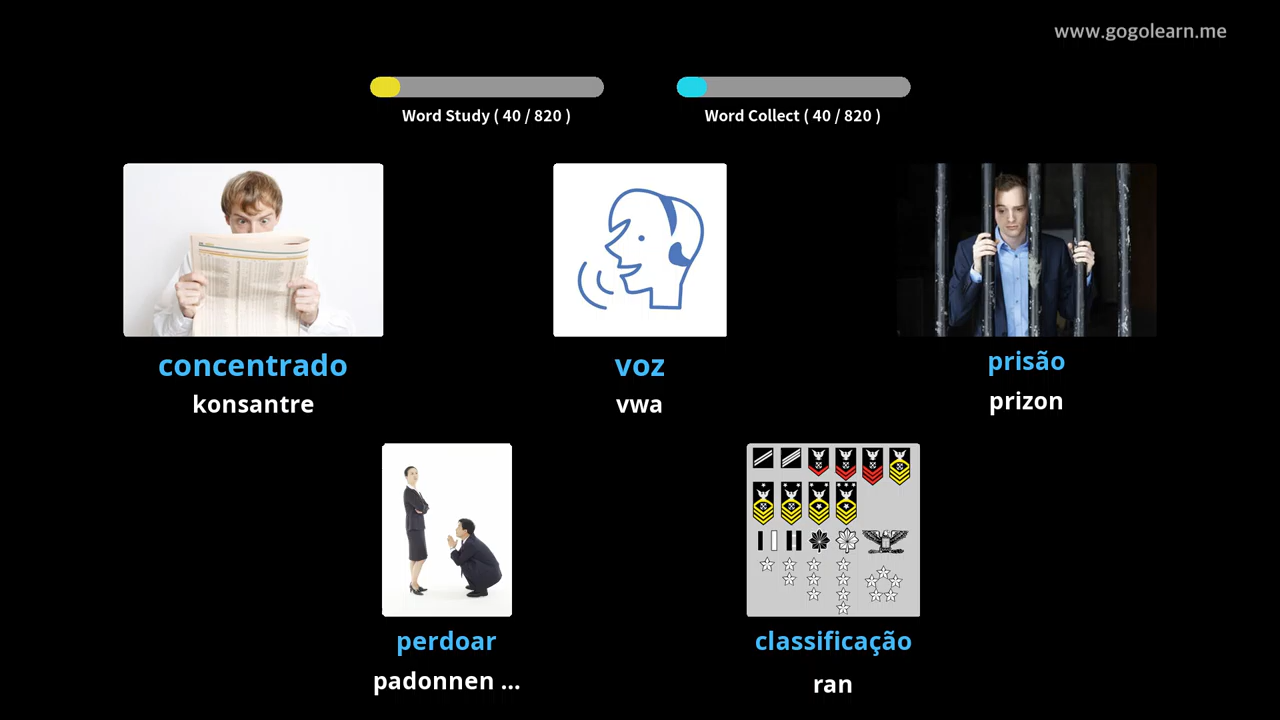 www.gogolearn.me
Word Study ( 40 / 820 )
Word Collect ( 40 / 820 )
concentrado
konsantre
voz
vwa
prisão
prizon
perdoar
padonnen ...
classificação
ran